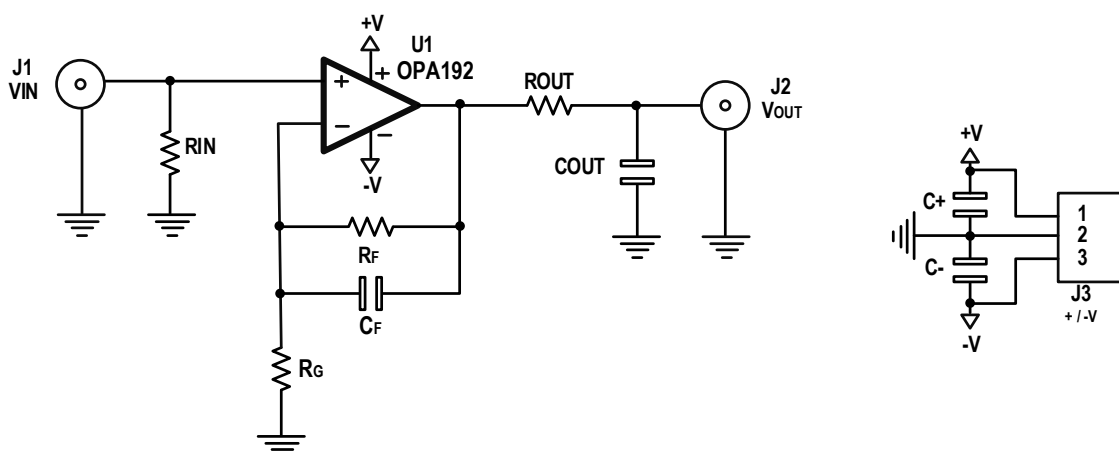 J1
VIN
RIN
+V
U1
OPA192
+
+
−
−
-V
RF
CF
RG
ROUT
COUT
J2
VOUT
+V
C+
C-
-V
1
2
3
J3
+ / -V